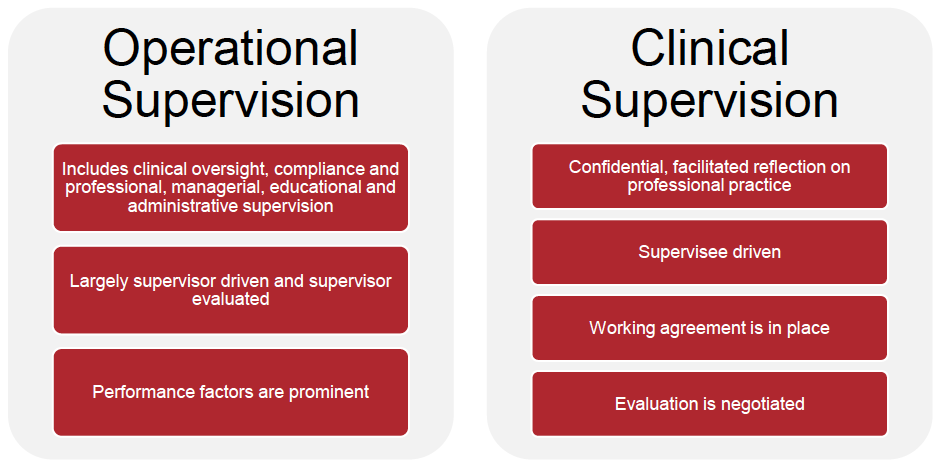 Operational
Supervision
Includes clinical oversight, compliance and
professional, managerial, educational and
administrative supervision
Largely supervisor driven and supervisor
evaluated
Performance factors are prominent
Clinical
Supervision
Confidential, facilitated reflection on
professional practice
Supervisee driven
Working agreement is in place
Evaluation is negotiated